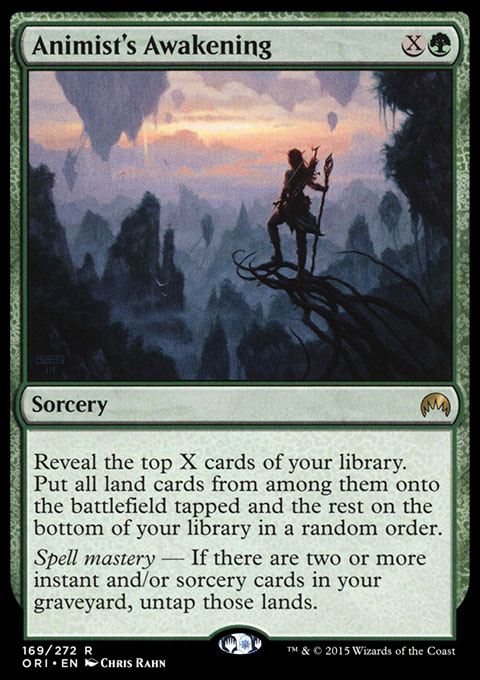 Animist's Awakening X
Sorcery
Reveal the top X cards of your library.
Put all land cards from among them onto
the battlefield tapped and the rest on the
bottom of your library in a random order.
Spell mastery — If there are two or more
instant and/or sorcery cards in your
graveyard, untap those lands.
169/272 R
ORI • EN Chris Rahn
™ & © 2015 Wizards of the Coast